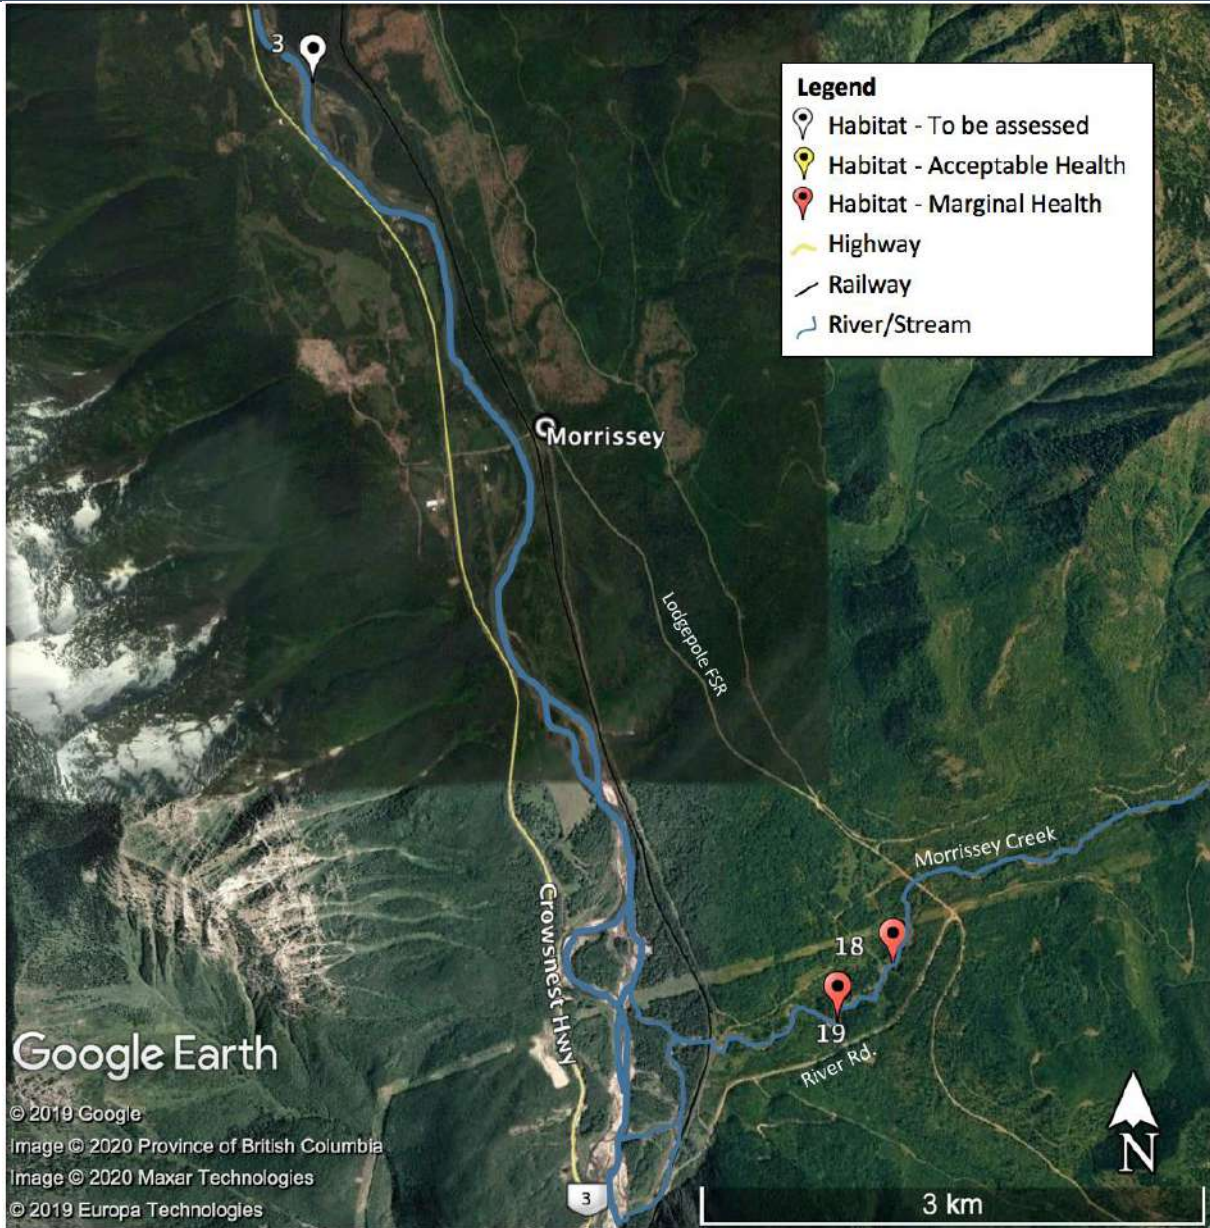 3
Legend
Habitat - To be assessed
Habitat - Acceptable Health
Habitat - Marginal Health
Highway
Railway
River/Stream
Morrissey
Lodgepole FSR
Morrissey Creek
Crowsnest Hwy
18
19
River Rd.
Google Earth
© 2019 Google
Image © 2020 Province of British Columbia
Image © 2020 Maxar Technologies
© 2019 Europa Technologies
3
N
3 km